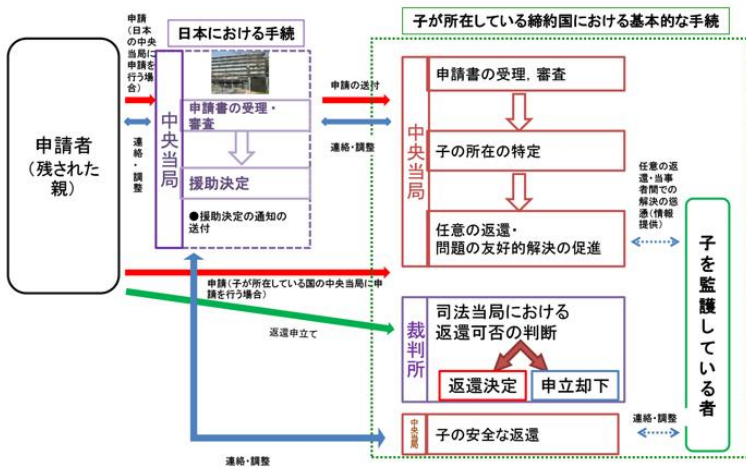 申請
(日本
の中央
当局に
申請を
行う場
合)
日本における手続
子が所在している締約国における基本的な手続
申請者
(残された
親)
連絡・調整
中央当局
申請書の受理・
審査
援助決定
●援助決定の通知の
送付
申請の送付
連絡・調整
中央当局
申請書の受理, 審査
子の所在の特定
任意の返還・
問題の友好的解決の促進
任意の返
還・当事
者間での
解決の慫
慂(情報
提供)
子を監護している者
申請(子が所在している国の中央当局に申
請を行う場合)
返還申立て
裁判所
司法当局における
返還可否の判断
返還決定
申立却下
中央当局
子の安全な返還
連絡・調整
連絡・調整